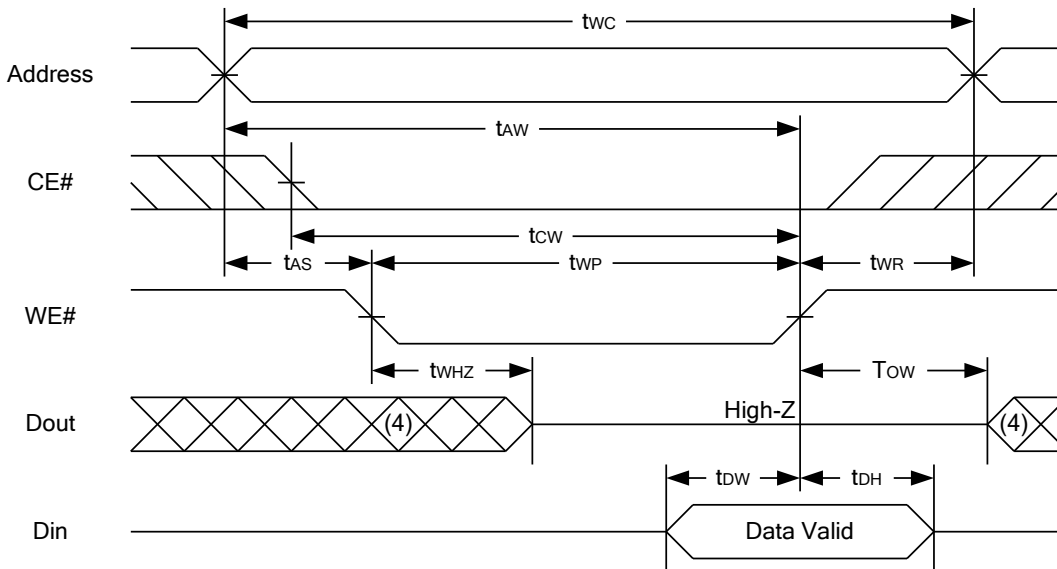 tWC
Address
tAW
CE#
tCW
tAS
tWP
tWR
WE#
tWHZ
TOW
Dout
(4)
High-Z
(4)
tDW
tDH
Din
Data Valid